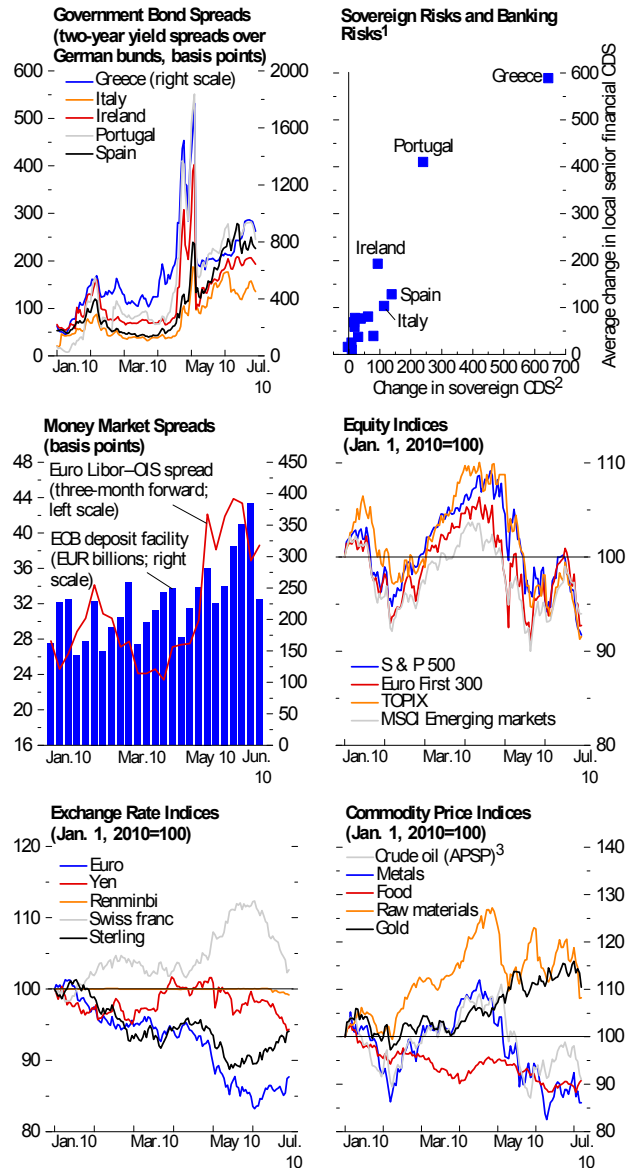 Government Bond Spreads
(two-year yield spreads over
German bunds, basis points)
Greece (right scale)
Italy
Ireland
Portugal
Spain
600
500
400
300
200
100
0
2000
1600
1200
800
400
0
Jan.10
Mar.10
May 10
Jul.
10
Sovereign Risks and Banking
Risks1
Greece
Portugal
Ireland
Spain
Italy
600
500
400
300
200
100
0
Average change in local senior financial CDS
0 100 200 300 400 500 600 700
Change in sovereign CDS2
Money Market Spreads
(basis points)
Euro Libor–OIS spread
(three-month forward;
left scale)
ECB deposit facility
(EUR billions; right
scale)
48
44
40
36
32
28
24
20
16
450
400
350
300
250
200
150
100
50
0
Jan.10
Mar.10
May 10
Jun.
10
Equity Indices
(Jan. 1, 2010=100)
110
100
90
80
S & P 500
Euro First 300
TOPIX
MSCI Emerging markets
Jan.10
Mar.10
May 10
Jul.
10
Exchange Rate Indices
(Jan. 1, 2010=100)
120
110
100
90
80
Euro
Yen
Renminbi
Swiss franc
Sterling
Jan.10
Mar.10
May 10
Jul.
10
Commodity Price Indices
(Jan. 1, 2010=100)
Crude oil (APSP)3
Metals
Food
Raw materials
Gold
140
130
120
110
100
90
80
Jan.10
Mar.10
May 10
Jul.
10